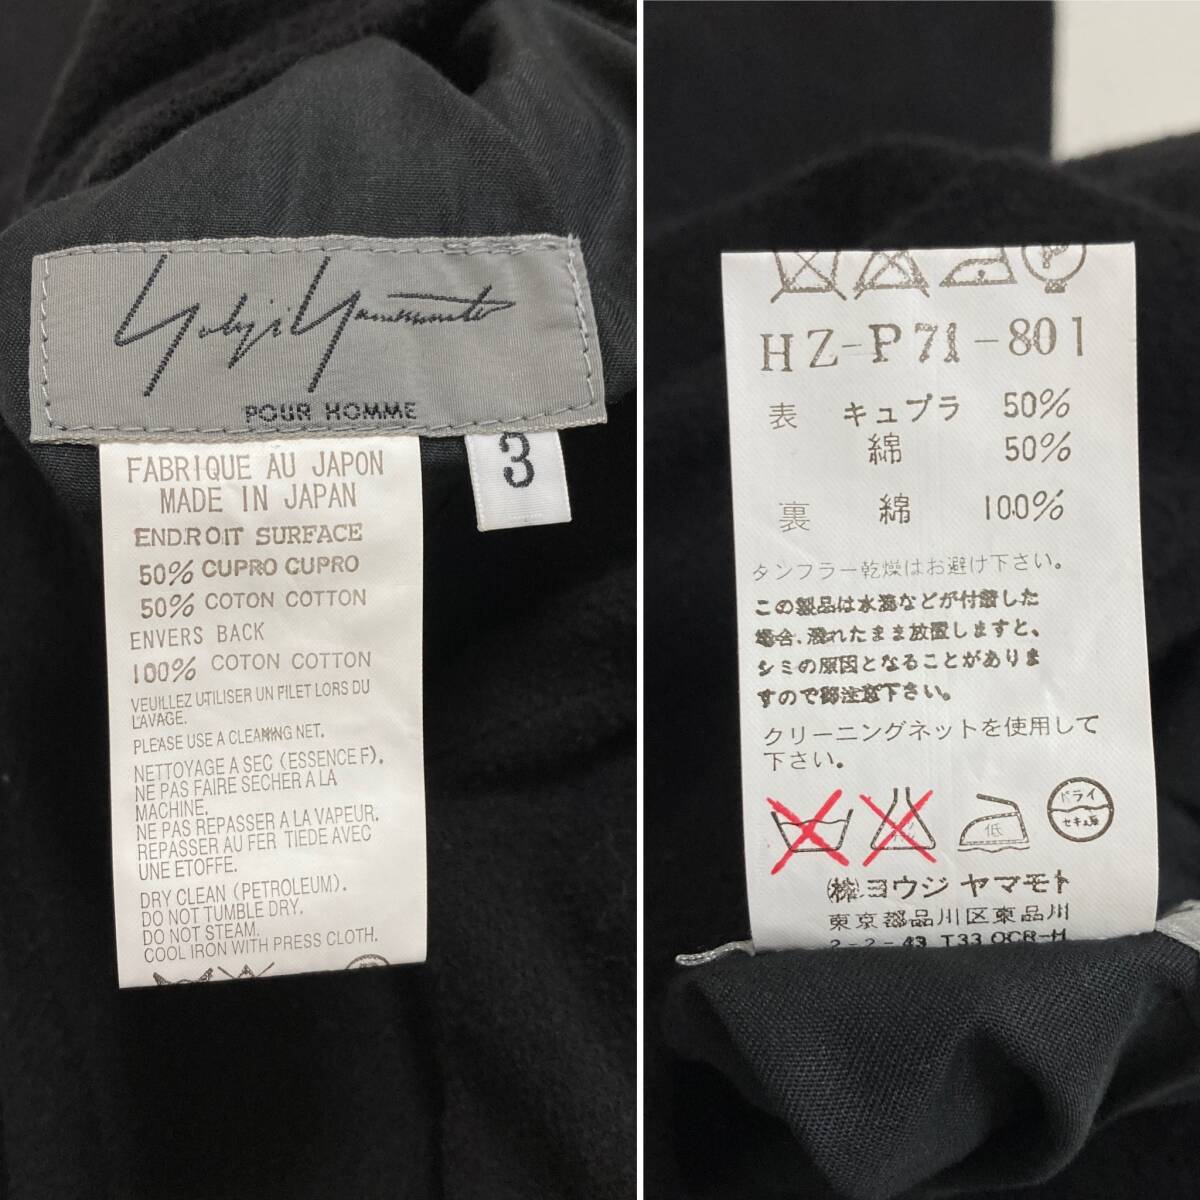 Yohji Yamamoto
POUR HOMME
3
FABRIQUE AU JAPON
MADE IN JAPAN
ENDROIT SURFACE
50% CUPRO CUPRO
50% COTON COTTON
ENVERS BACK
100% COTON COTTON
VEUILLEZ UTILISER UN FILET LORS DU
LAVAGE.
PLEASE USE A CLEANING NET.
NETTOYAGE A SEC (ESSENCE F).
NE PAS FAIRE SECHER A LA
MACHINE.
NE PAS REPASSER A LA VAPEUR.
REPASSER AU FER TIEDE AVEC
UNE ETOFFE.
DRY CLEAN (PETROLEUM).
DO NOT TUMBLE DRY.
DO NOT STEAM.
COOL IRON WITH PRESS CLOTH.
P
HZ-P71-801
表 キュプラ 50%
綿 50%
裏 綿 100%
タンブラー乾燥はお避け下さい。
この製品は水滴などが付着した
場合、濡れたまま放置しますと、
シミの原因となることがありま
すので御注意下さい。
クリーニングネットを使用して
下さい。
低
ドライ
セキユ系
㈱ヨウジ ヤマモト
東京都品川区東品川
2-2-43 T33 OCR-H